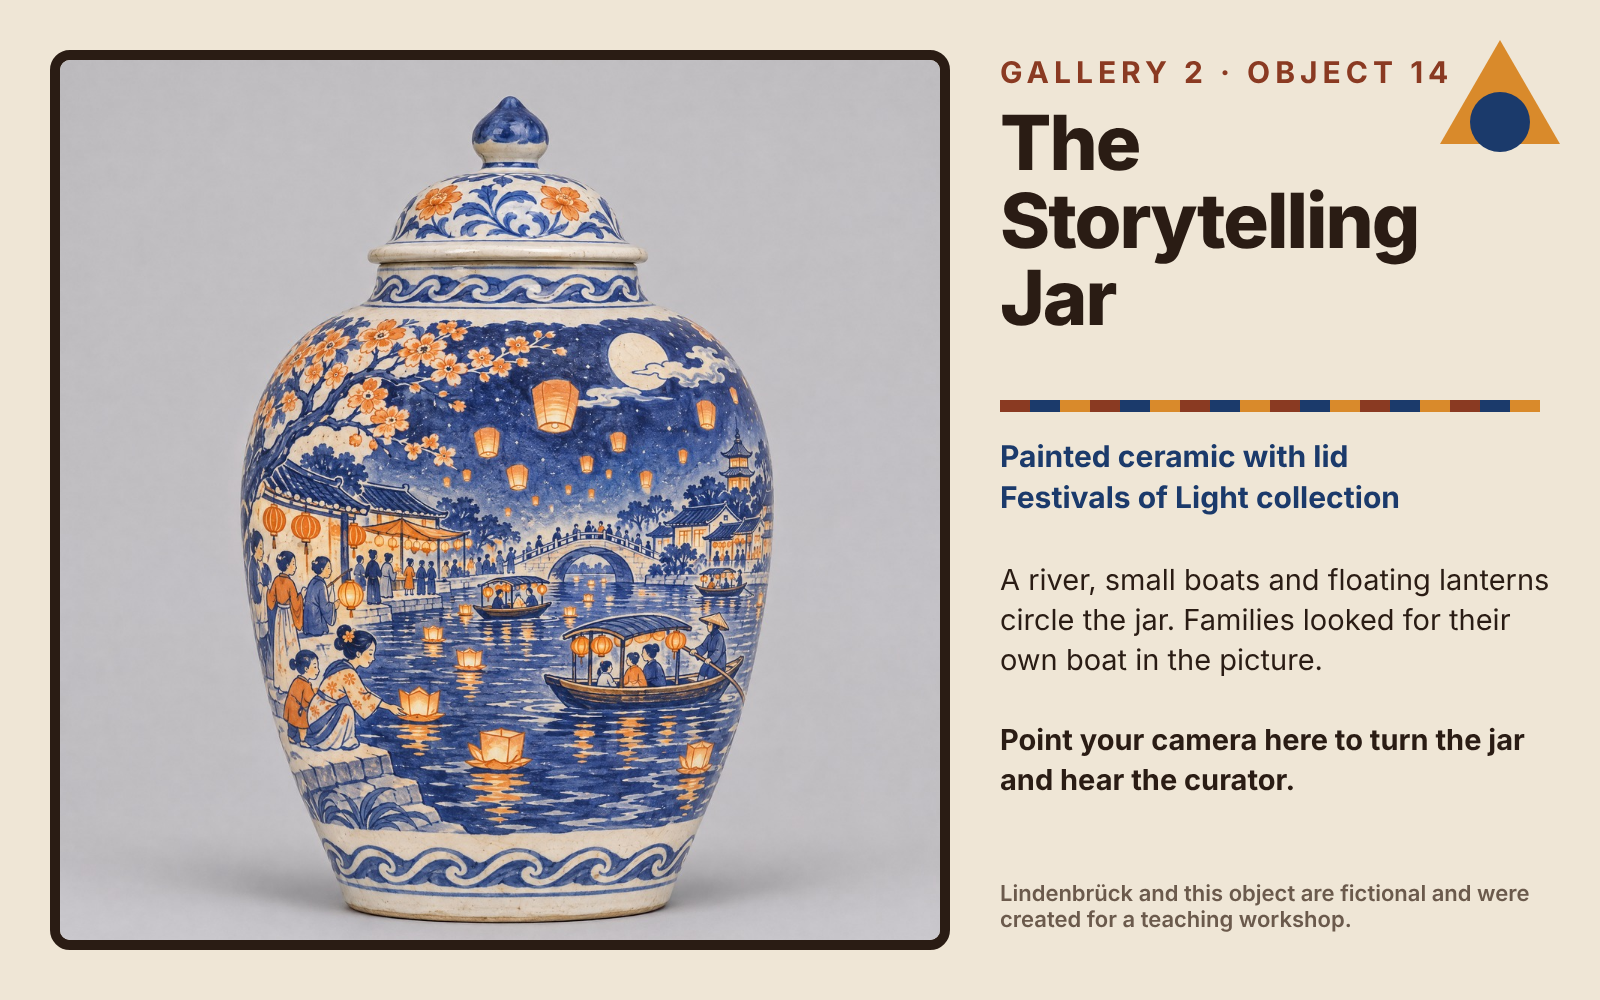 GALLERY 2 · OBJECT 14
The
Storytelling
Jar
Painted ceramic with lid
Festivals of Light collection
A river, small boats and floating lanterns
circle the jar. Families looked for their
own boat in the picture.
Point your camera here to turn the jar
and hear the curator.
Lindenbrück and this object are fictional and were
created for a teaching workshop.